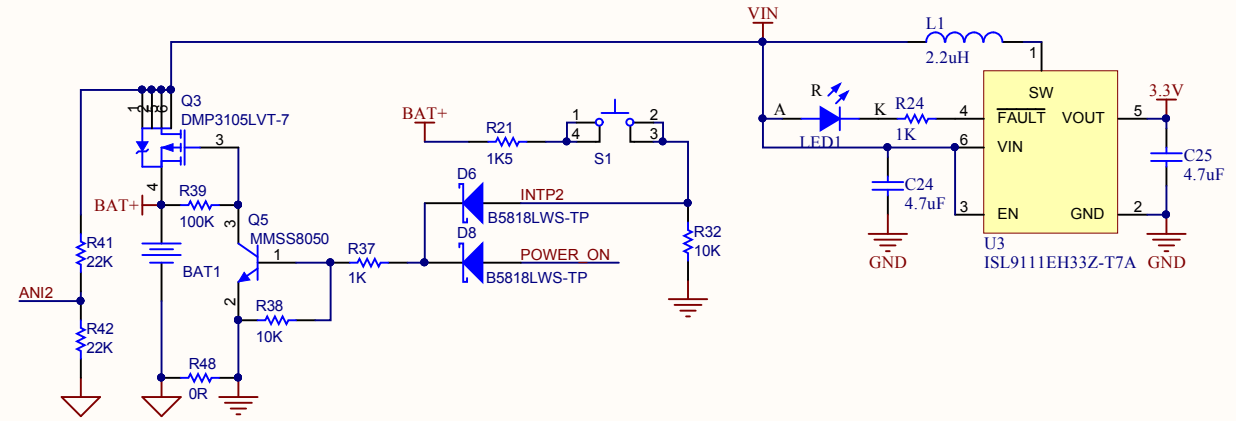 VIN
L1
2.2uH
1
SW
Q3
DMP3105LVT-7
1
2
5
6
3
4
BAT+
R21
1K5
1
4
2
3
S1
R
A
K
LED1
R24
1K
4
FAULT
VOUT
5
3.3V
6
VIN
C25
4.7uF
C24
4.7uF
3
EN
GND
2
GND
U3
ISL9111EH33Z-T7A
GND
BAT+
R39
100K
3
Q5
MMSS8050
1
2
D6
INTP2
B5818LWS-TP
R37
1K
D8
POWER_ON
B5818LWS-TP
R32
10K
R41
22K
BAT1
ANI2
R42
22K
R38
10K
R48
0R